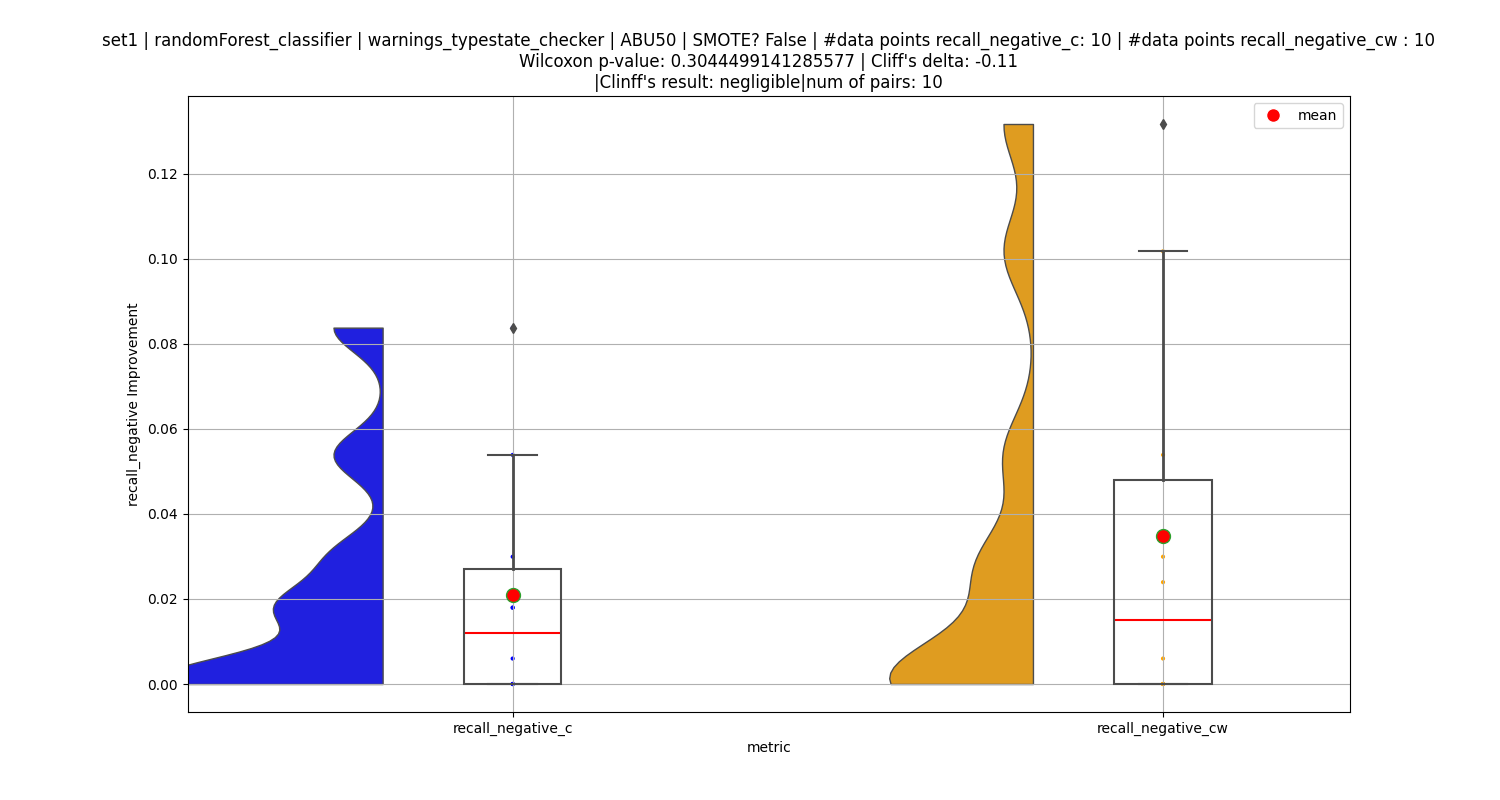 set1 | randomForest_classifier | warnings_typestate_checker | ABU50 | SMOTE? False | #data points recall_negative_c: 10 | #data points recall_negative_cw : 10
Wilcoxon p-value: 0.3044499141285577 | Cliff's delta: -0.11
|Clinff's result: negligible|num of pairs: 10
mean
0.12
0.10
0.08
0.06
0.04
0.02
0.00
recall_negative Improvement
recall_negative_c
recall_negative_cw
metric